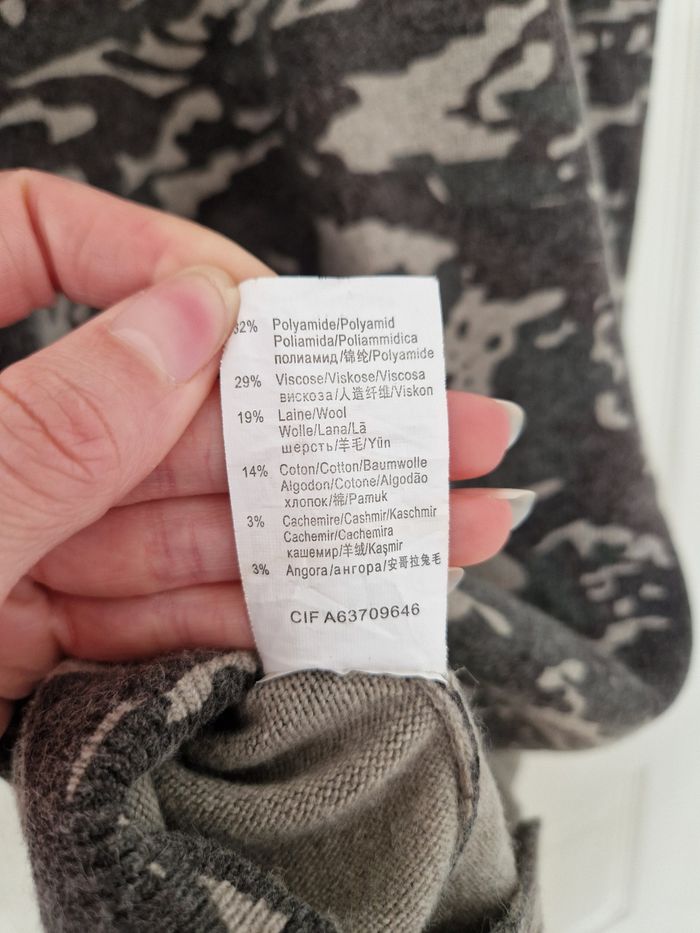 32% Polyamide/Polyamid
Poliamida/Poliammidica
полиамид/锦纶/Polyamide
29% Viscose/Viskose/Viscosa
вискоза/人造纤维/Viskon
19% Laine/Wool
Wolle/Lana/Lã
шерсть/羊毛/Yün
14% Coton/Cotton/Baumwolle
Algodon/Cotone/Algodão
хлопок/棉/Pamuk
3% Cachemire/Cashmir/Kaschmir
Cachemir/Cachemira
кашемир/羊绒/Kaşmir
3% Angora/ангора/安哥拉兔毛
CIF A63709646